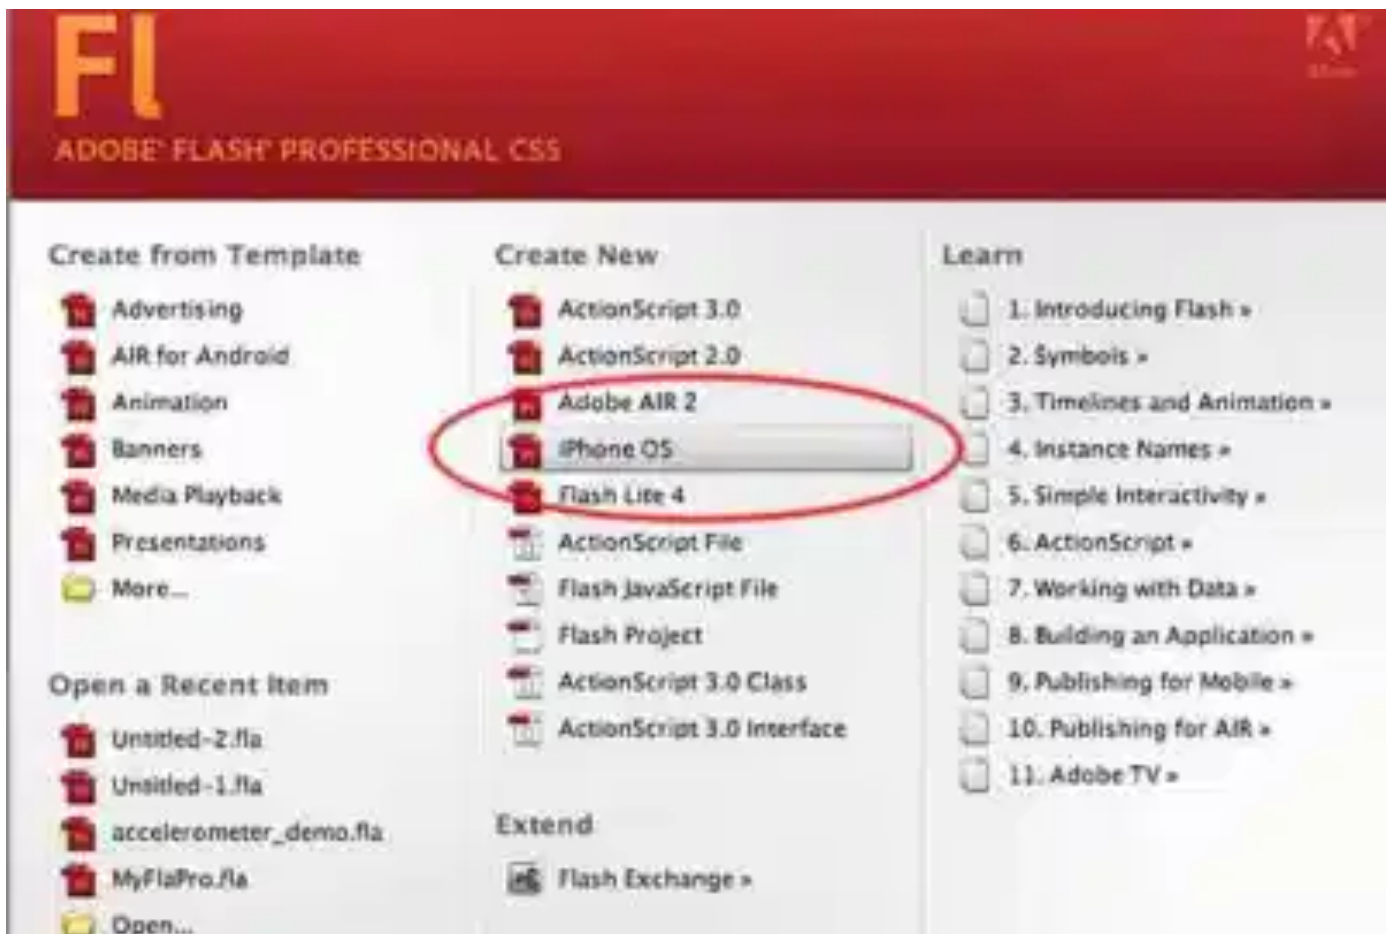 Fl
ADOBE® FLASH® PROFESSIONAL CS5
Create from Template
Advertising
AIR for Android
Animation
Banners
Media Playback
Presentations
More...
Open a Recent Item
Untitled-2.fla
Untitled-1.fla
accelerometer_demo.fla
MyFlaPro.fla
Open...
Create New
ActionScript 3.0
ActionScript 2.0
Adobe AIR 2
iPhone OS
Flash Lite 4
ActionScript File
Flash JavaScript File
Flash Project
ActionScript 3.0 Class
ActionScript 3.0 Interface
Extend
Flash Exchange »
Learn
1. Introducing Flash »
2. Symbols »
3. Timelines and Animation »
4. Instance Names »
5. Simple Interactivity »
6. ActionScript »
7. Working with Data »
8. Building an Application »
9. Publishing for Mobile »
10. Publishing for AIR »
11. Adobe TV »